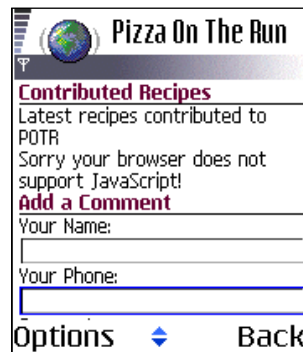 Pizza On The Run
Contributed Recipes
Latest recipes contributed to
POTR
Sorry your browser does not
support JavaScript!
Add a Comment
Your Name:
Your Phone:
Options
Back